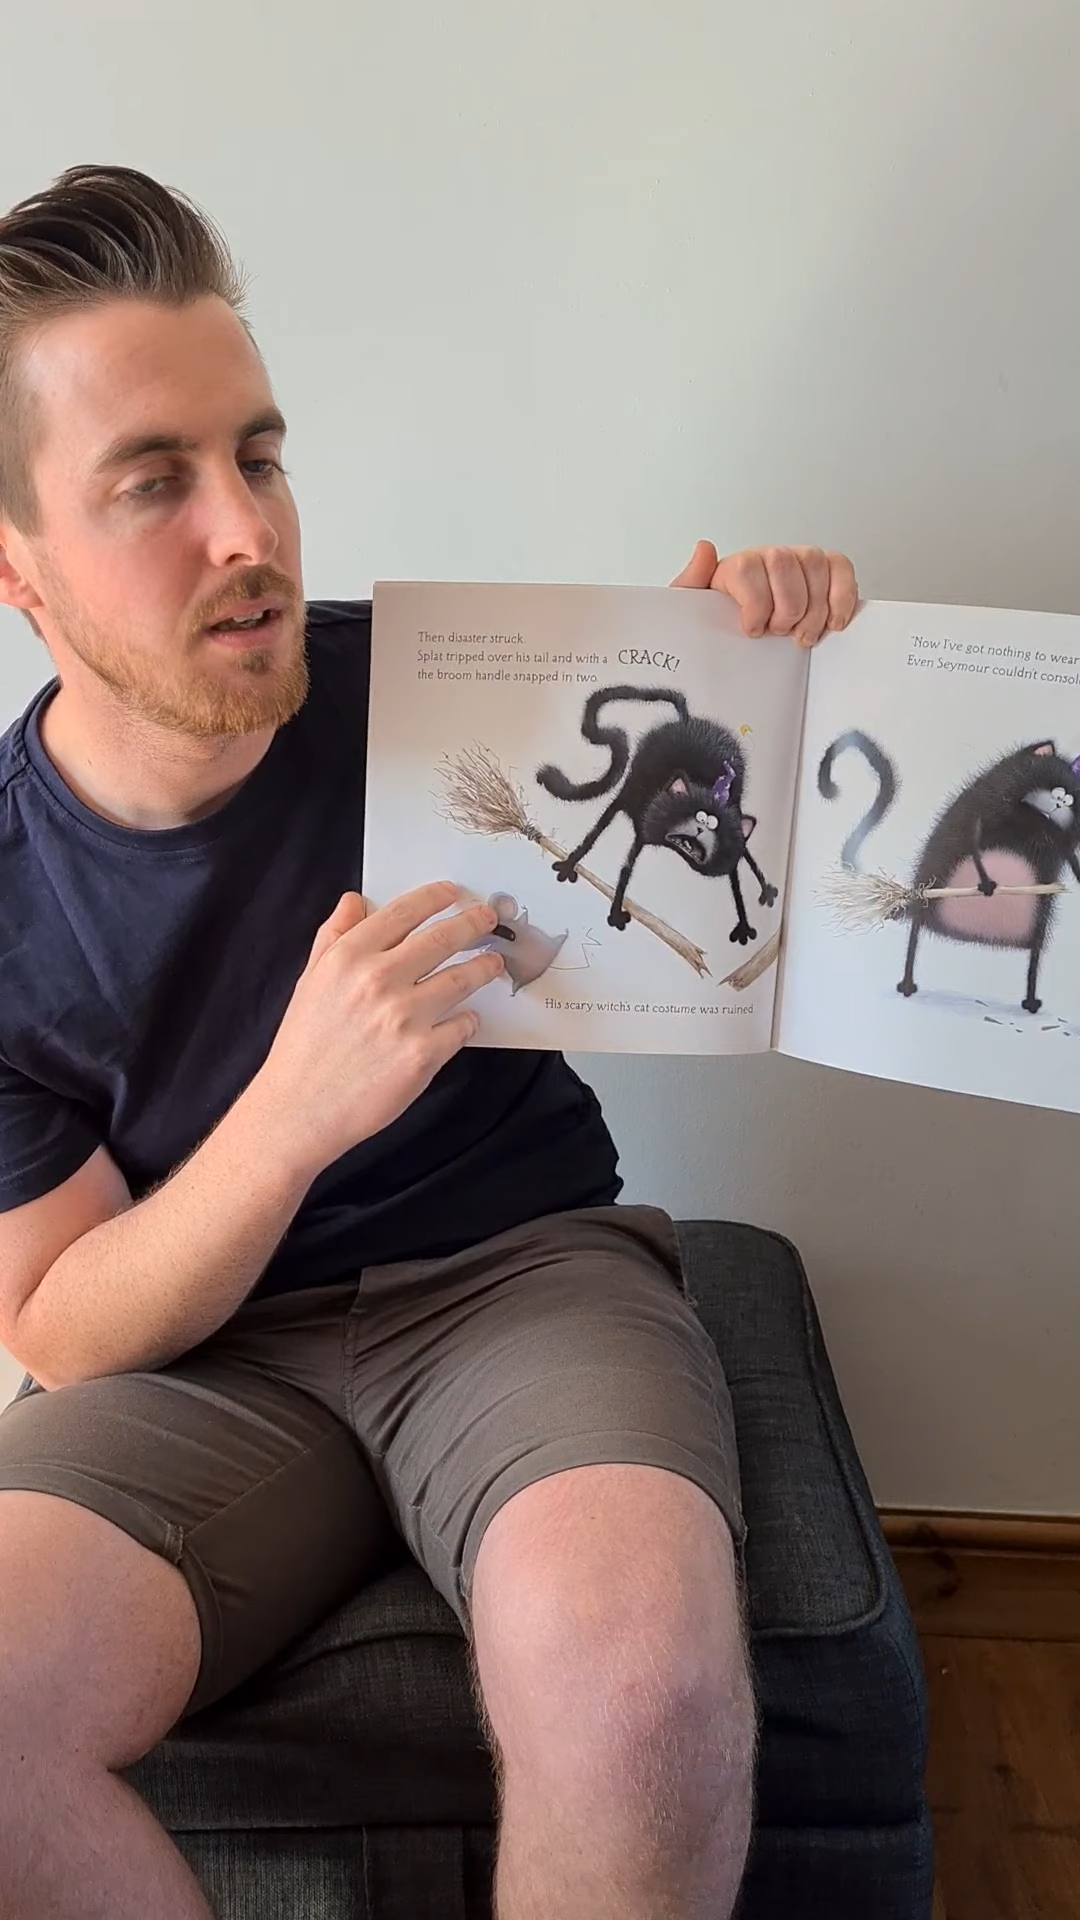 Then disaster struck.
Splat tripped over his tail and with a CRACK!
the broom handle snapped in two.
His scary witch's cat costume was ruined
"Now I've got nothing to wear
Even Seymour couldn't